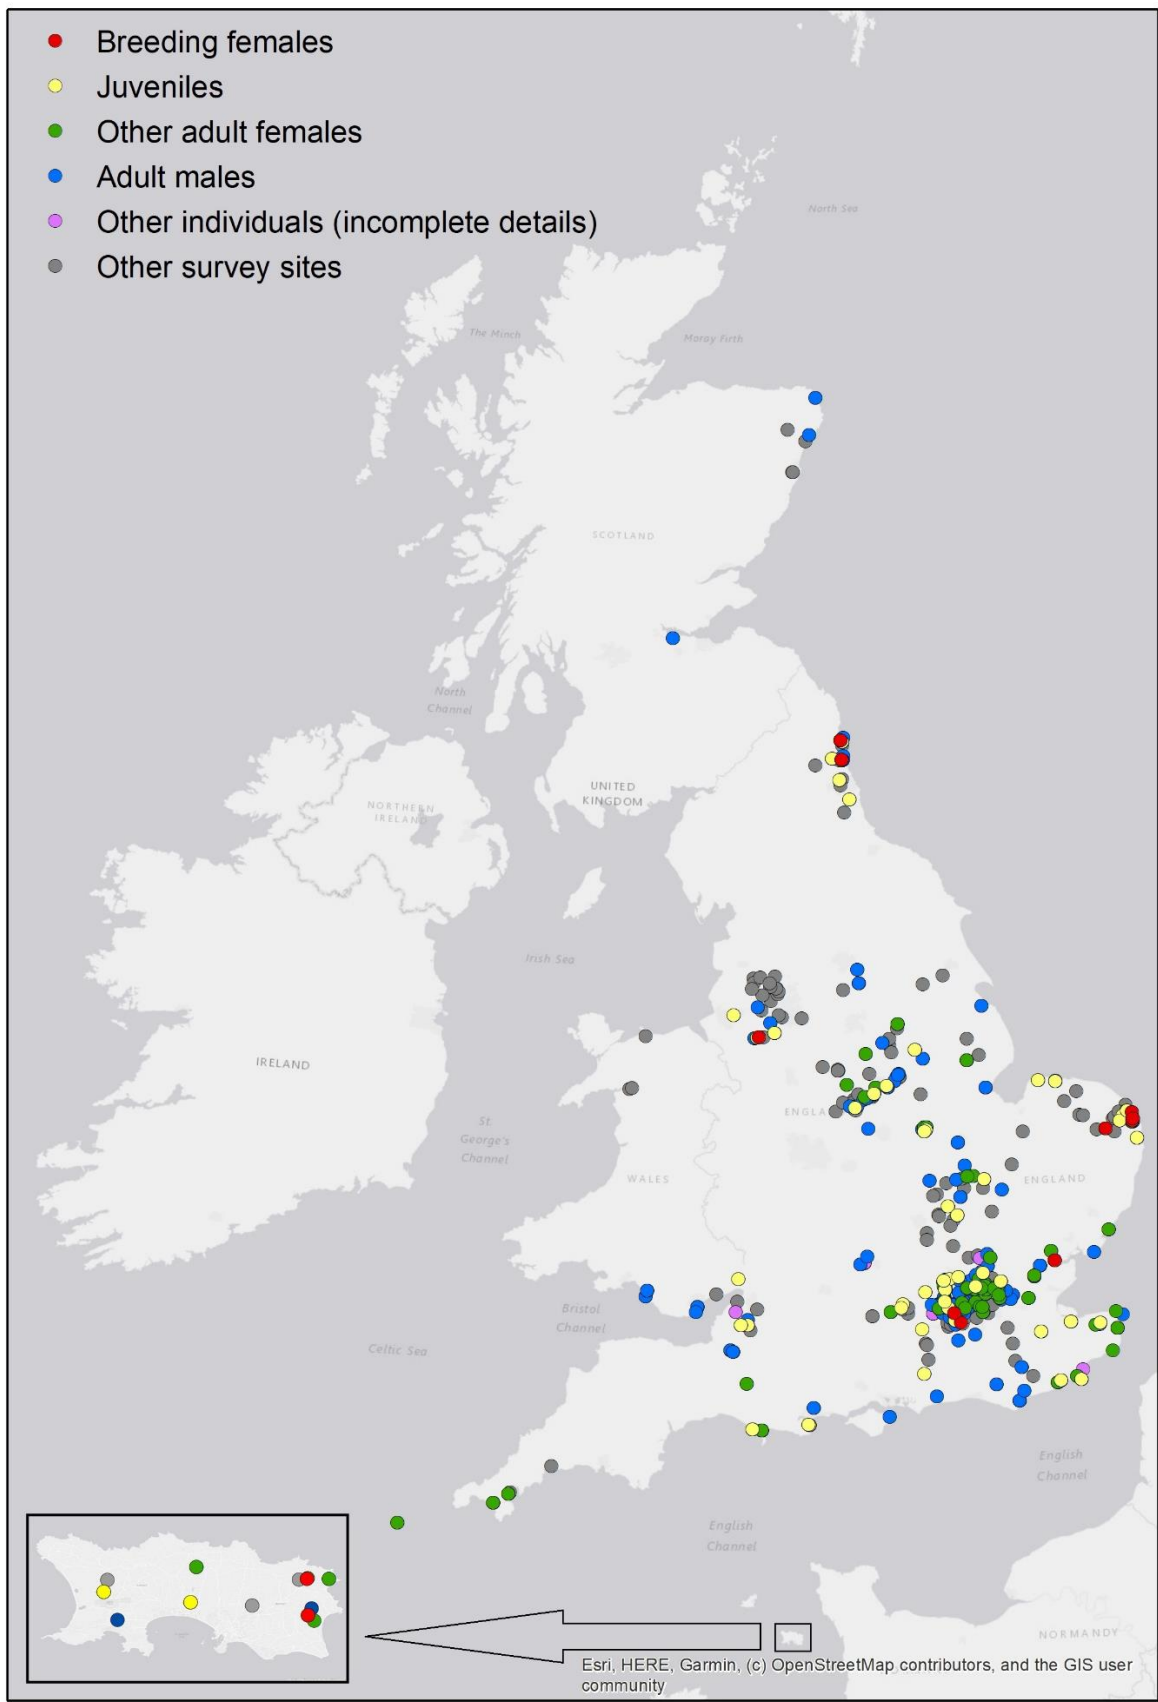 Breeding females
Juveniles
Other adult females
Adult males
Other individuals (incomplete details)
Other survey sites
North Sea
The Minch
Moray Firth
SCOTLAND
North
Channel
UNITED
KINGDOM
NORTHERN
IRELAND
Irish Sea
IRELAND
ENGLA
St.
George's
Channel
WALES
ENGLAND
Bristol
Channel
Celtic Sea
English
Channel
English
Channel
NORMANDY
Esri, HERE, Garmin, (c) OpenStreetMap contributors, and the GIS user
community